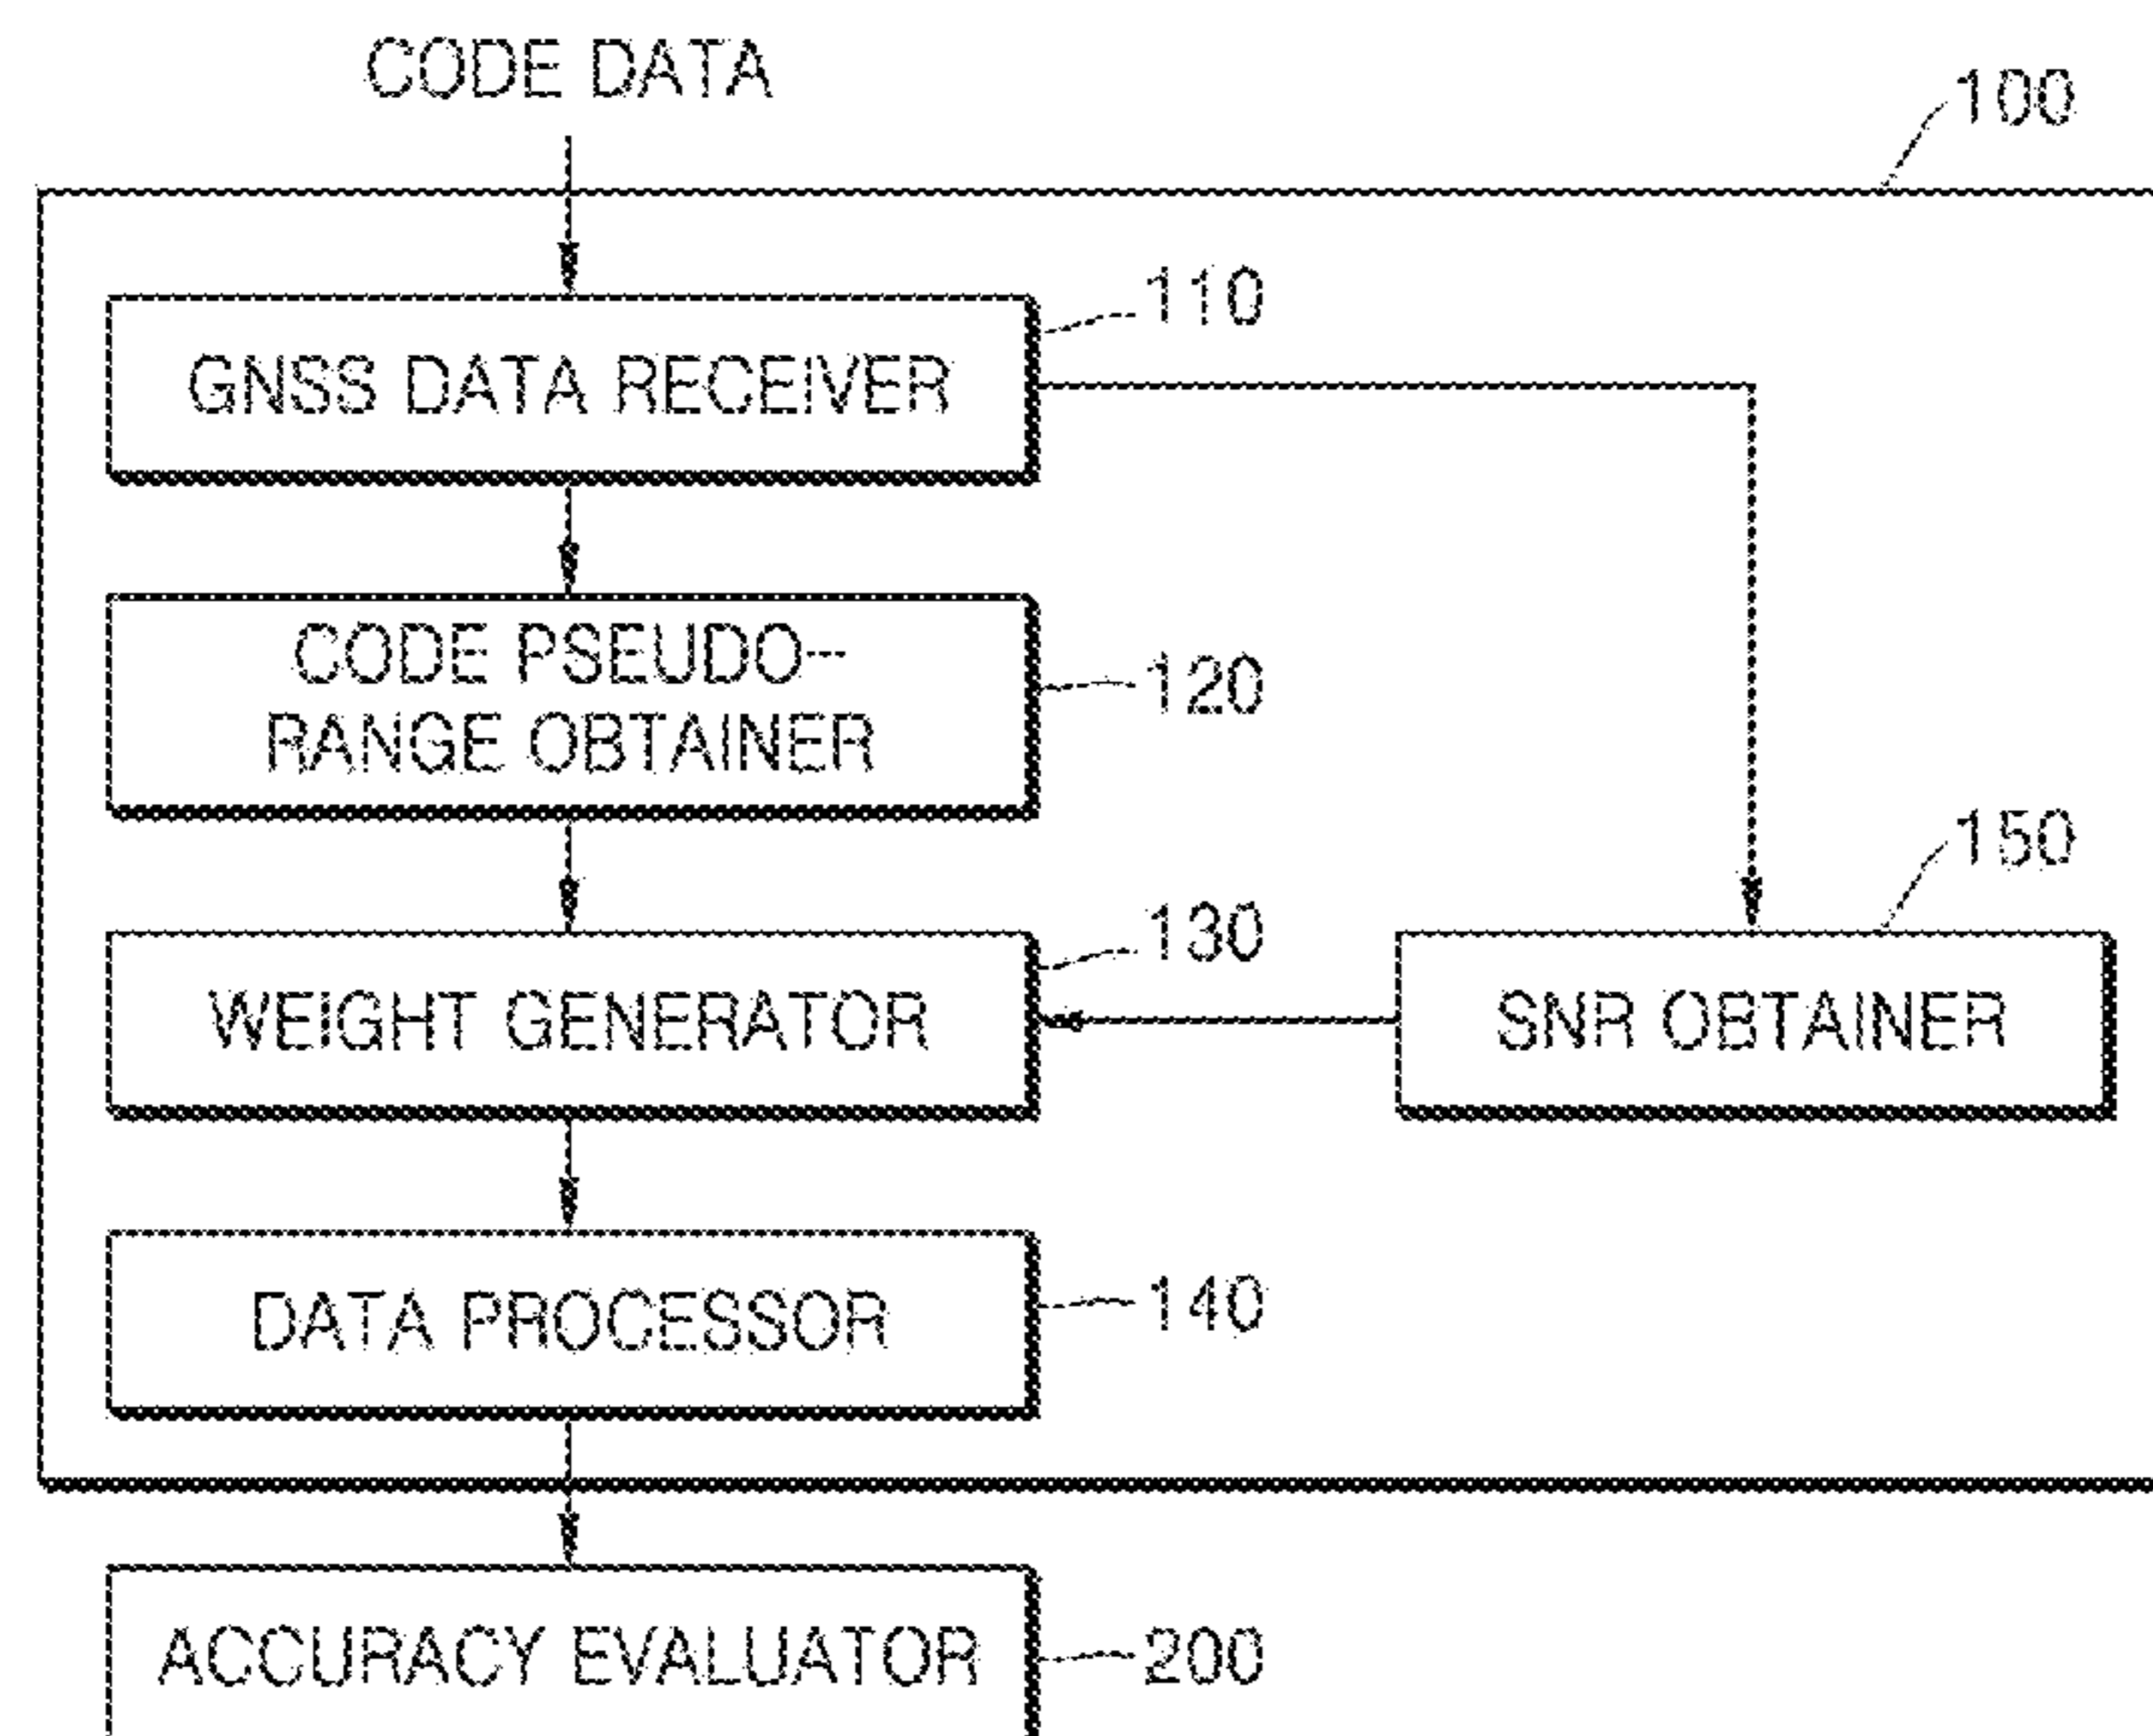 CODE DATA
100
110
GNSS DATA RECEIVER
CODE PSEUDO-
RANGE OBTAINER
120
150
130
WEIGHT GENERATOR
SNR OBTAINER
DATA PROCESSOR
140
ACCURACY EVALUATOR
200